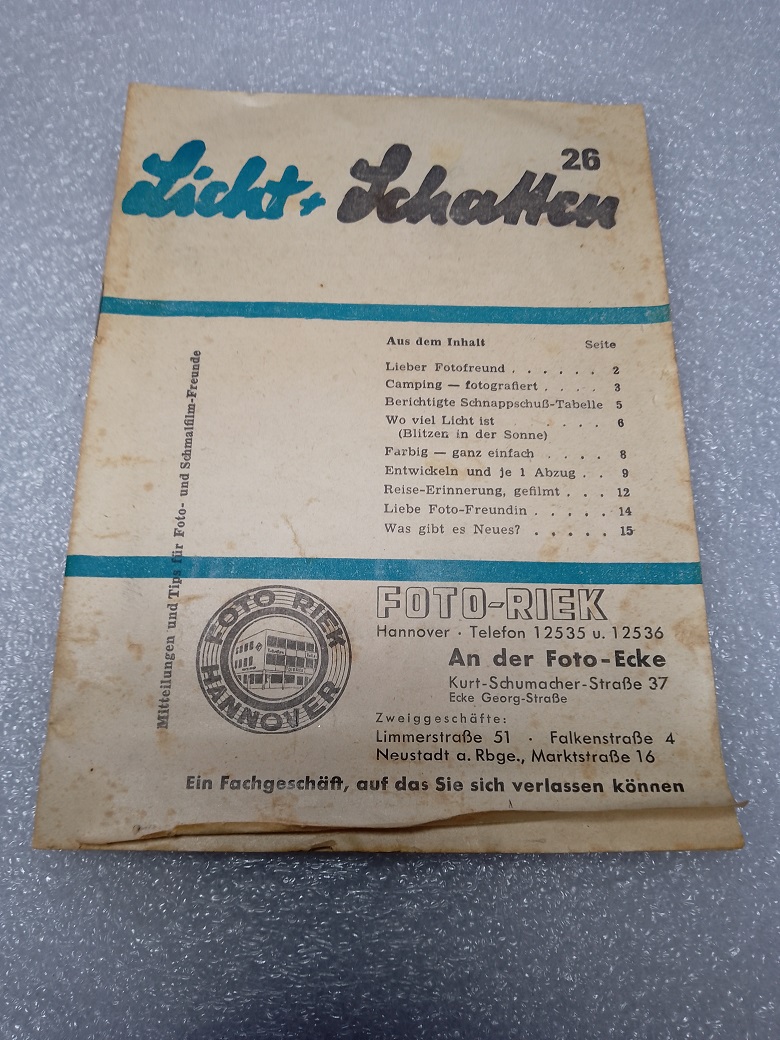 26
Licht + Schatten
Aus dem Inhalt Seite
Lieber Fotofreund . . . . . . 2
Camping — fotografiert . . . . 3
Berichtigte Schnappschuß-Tabelle 5
Wo viel Licht ist . . . . 6
(Blitzen in der Sonne)
Farbig — ganz einfach . . . . 8
Entwickeln und je 1 Abzug . . 9
Reise-Erinnerung, gefilmt . . . 12
Liebe Foto-Freundin . . . . . 14
Was gibt es Neues? . . . . . 15
Mitteilungen und Tips für Foto- und Schmalfilm-Freunde
FOTO RIEK
HANNOVER
FOTO-RIEK
Hannover · Telefon 12535 u. 12536
An der Foto-Ecke
Kurt-Schumacher-Straße 37
Ecke Georg-Straße
Zweiggeschäfte:
Limmerstraße 51 · Falkenstraße 4
Neustadt a. Rbge., Marktstraße 16
Ein Fachgeschäft, auf das Sie sich verlassen können